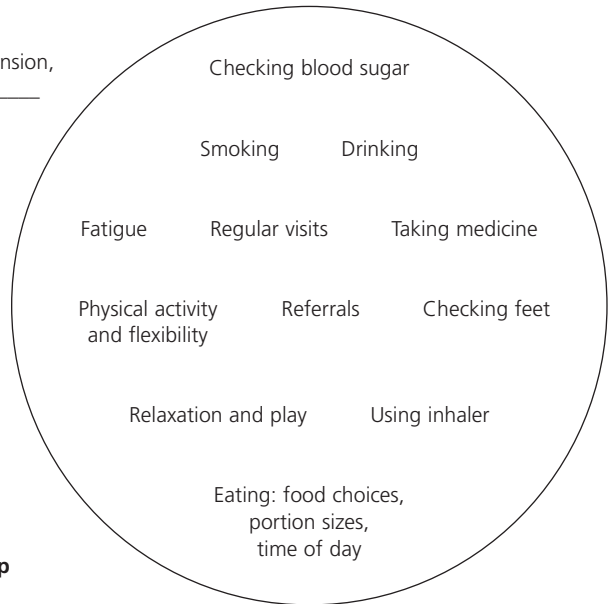 Checking blood sugar
Smoking Drinking
Fatigue Regular visits Taking medicine
Physical activity
and flexibility
Referrals Checking feet
Relaxation and play Using inhaler
Eating: food choices,
portion sizes,
time of day